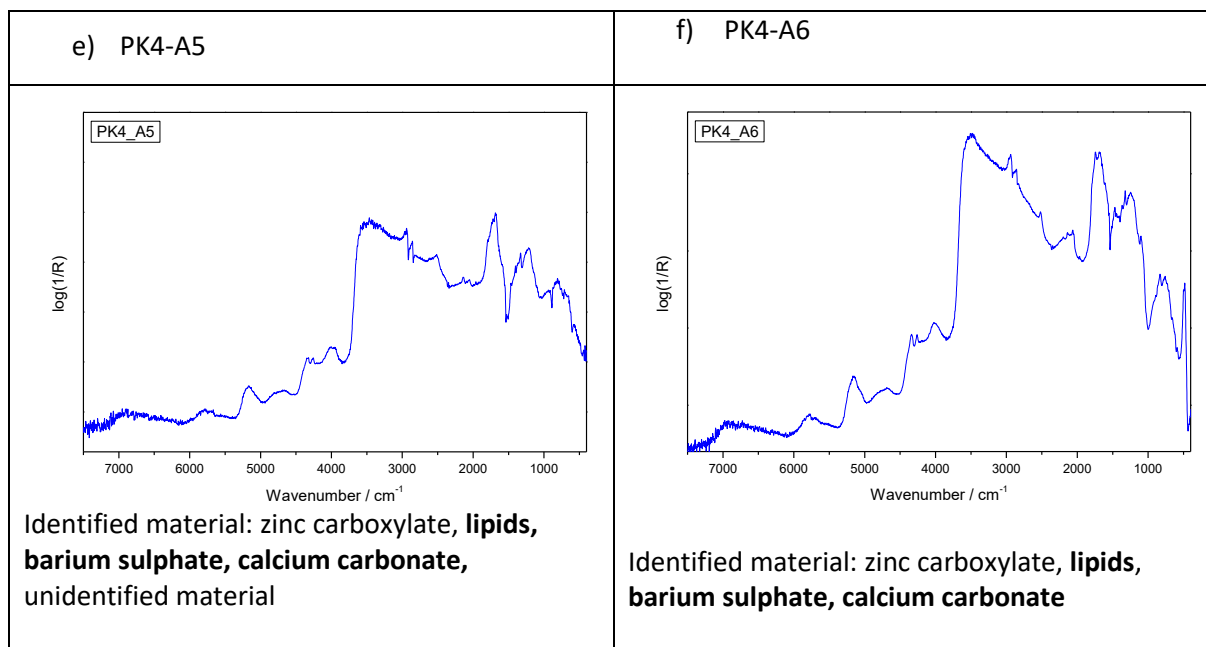 e) PK4-A5
f) PK4-A6
PK4_A5
log(1/R)
7000 6000 5000 4000 3000 2000 1000
Wavenumber / cm⁻¹
Identified material: zinc carboxylate, lipids,
barium sulphate, calcium carbonate,
unidentified material
PK4_A6
log(1/R)
7000 6000 5000 4000 3000 2000 1000
Wavenumber / cm⁻¹
Identified material: zinc carboxylate, lipids,
barium sulphate, calcium carbonate